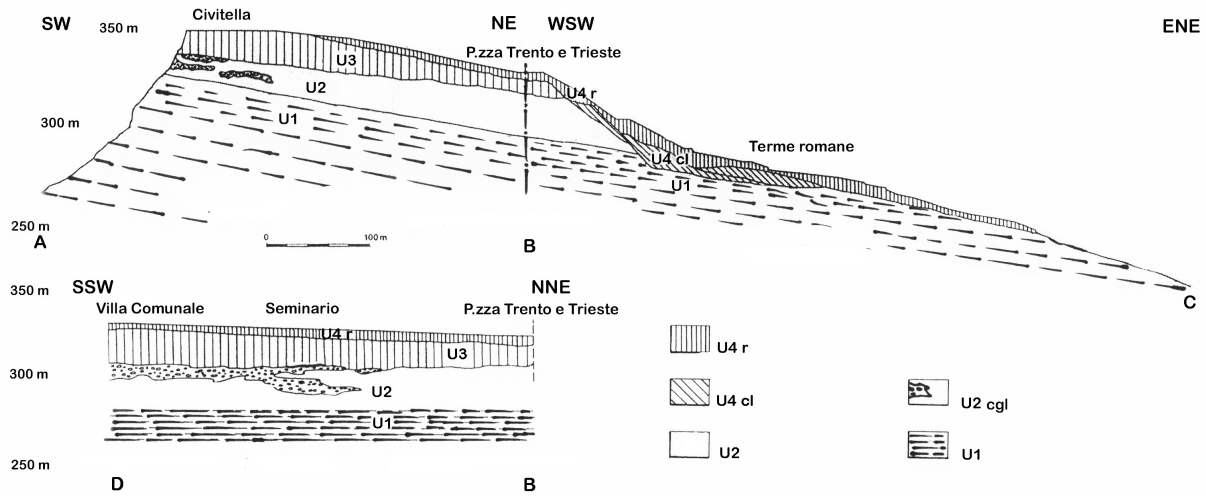 Civitella
SW
350 m
NE
WSW
ENE
P.zza Trento e Trieste
U3
U2
U4 r
U1
300 m
U4 cl
Terme romane
U1
250 m
A
0
100 m
B
C
350 m
SSW
NNE
Villa Comunale
Seminario
P.zza Trento e Trieste
U4 r
U3
300 m
U2
U1
250 m
D
B
U4 r
U4 cl
U2 cgl
U2
U1